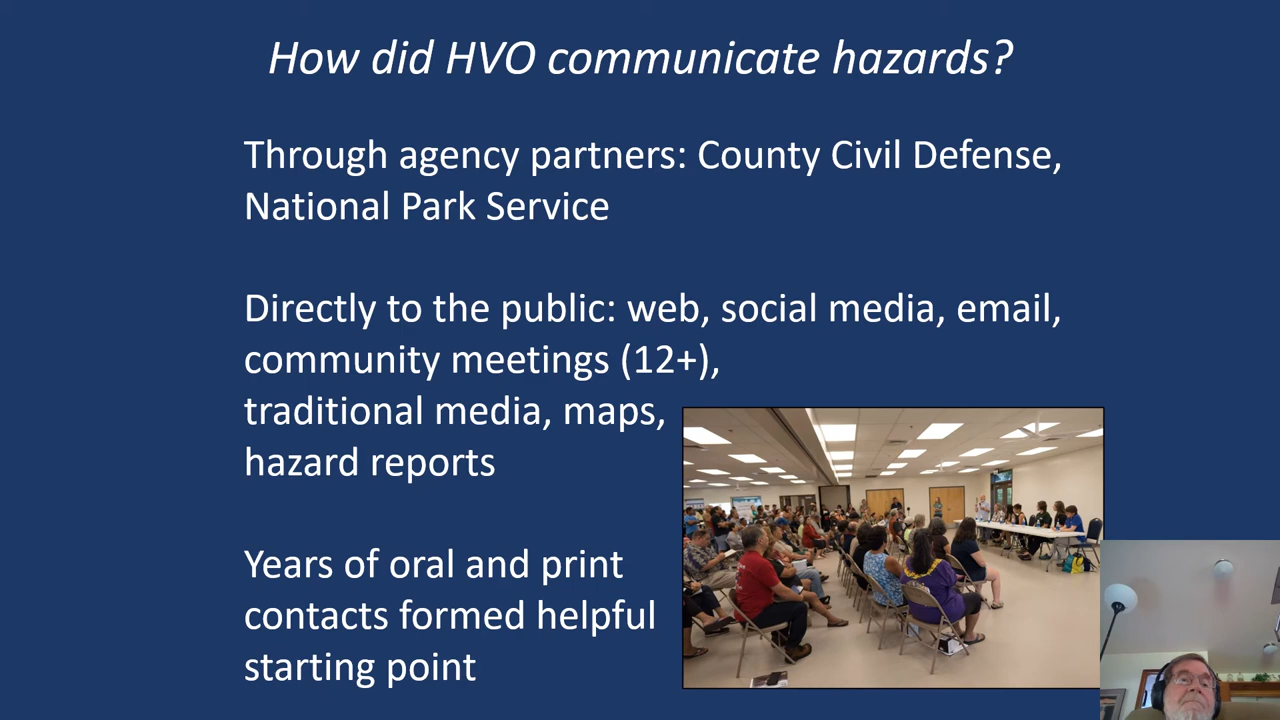 How did HVO communicate hazards?
Through agency partners: County Civil Defense,
National Park Service
Directly to the public: web, social media, email,
community meetings (12+),
traditional media, maps,
hazard reports
Years of oral and print
contacts formed helpful
starting point